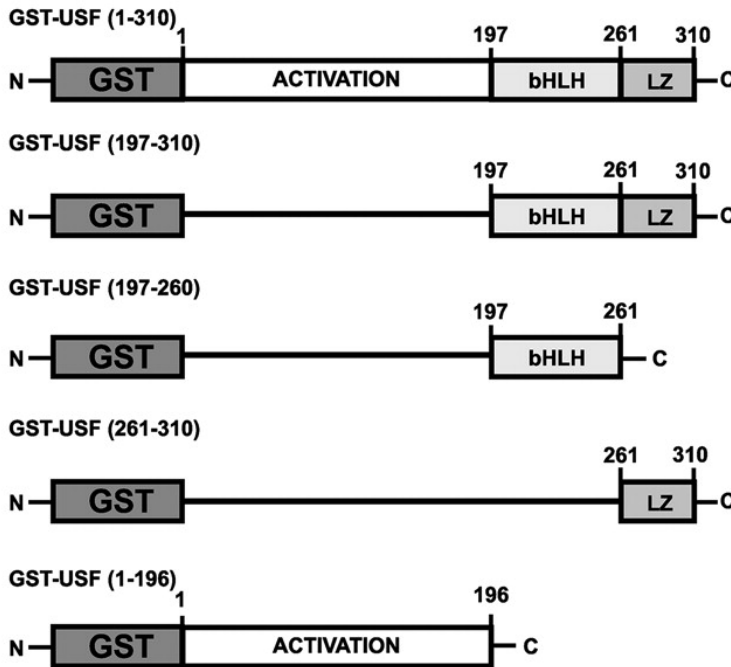 GST-USF (1-310)
1 197 261 310
N GST ACTIVATION bHLH LZ C
GST-USF (197-310)
197 261 310
N GST bHLH LZ C
GST-USF (197-260)
197 261
N GST bHLH C
GST-USF (261-310)
261 310
N GST LZ C
GST-USF (1-196)
1 196
N GST ACTIVATION C